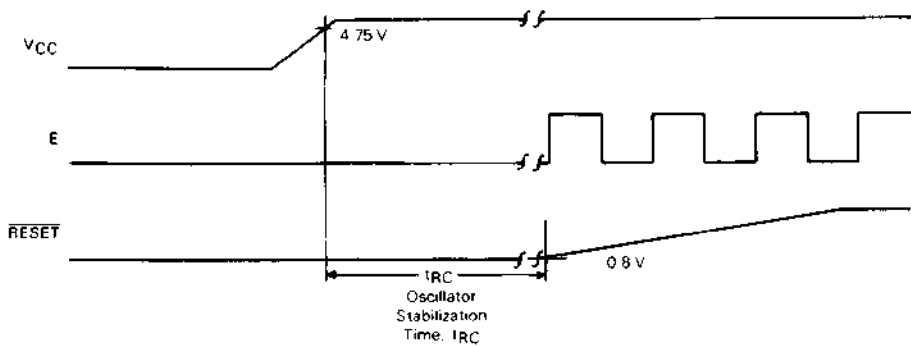 VCC
4 75 V
E
RESET
0 8 V
tRC
Oscillator
Stabilization
Time, tRC